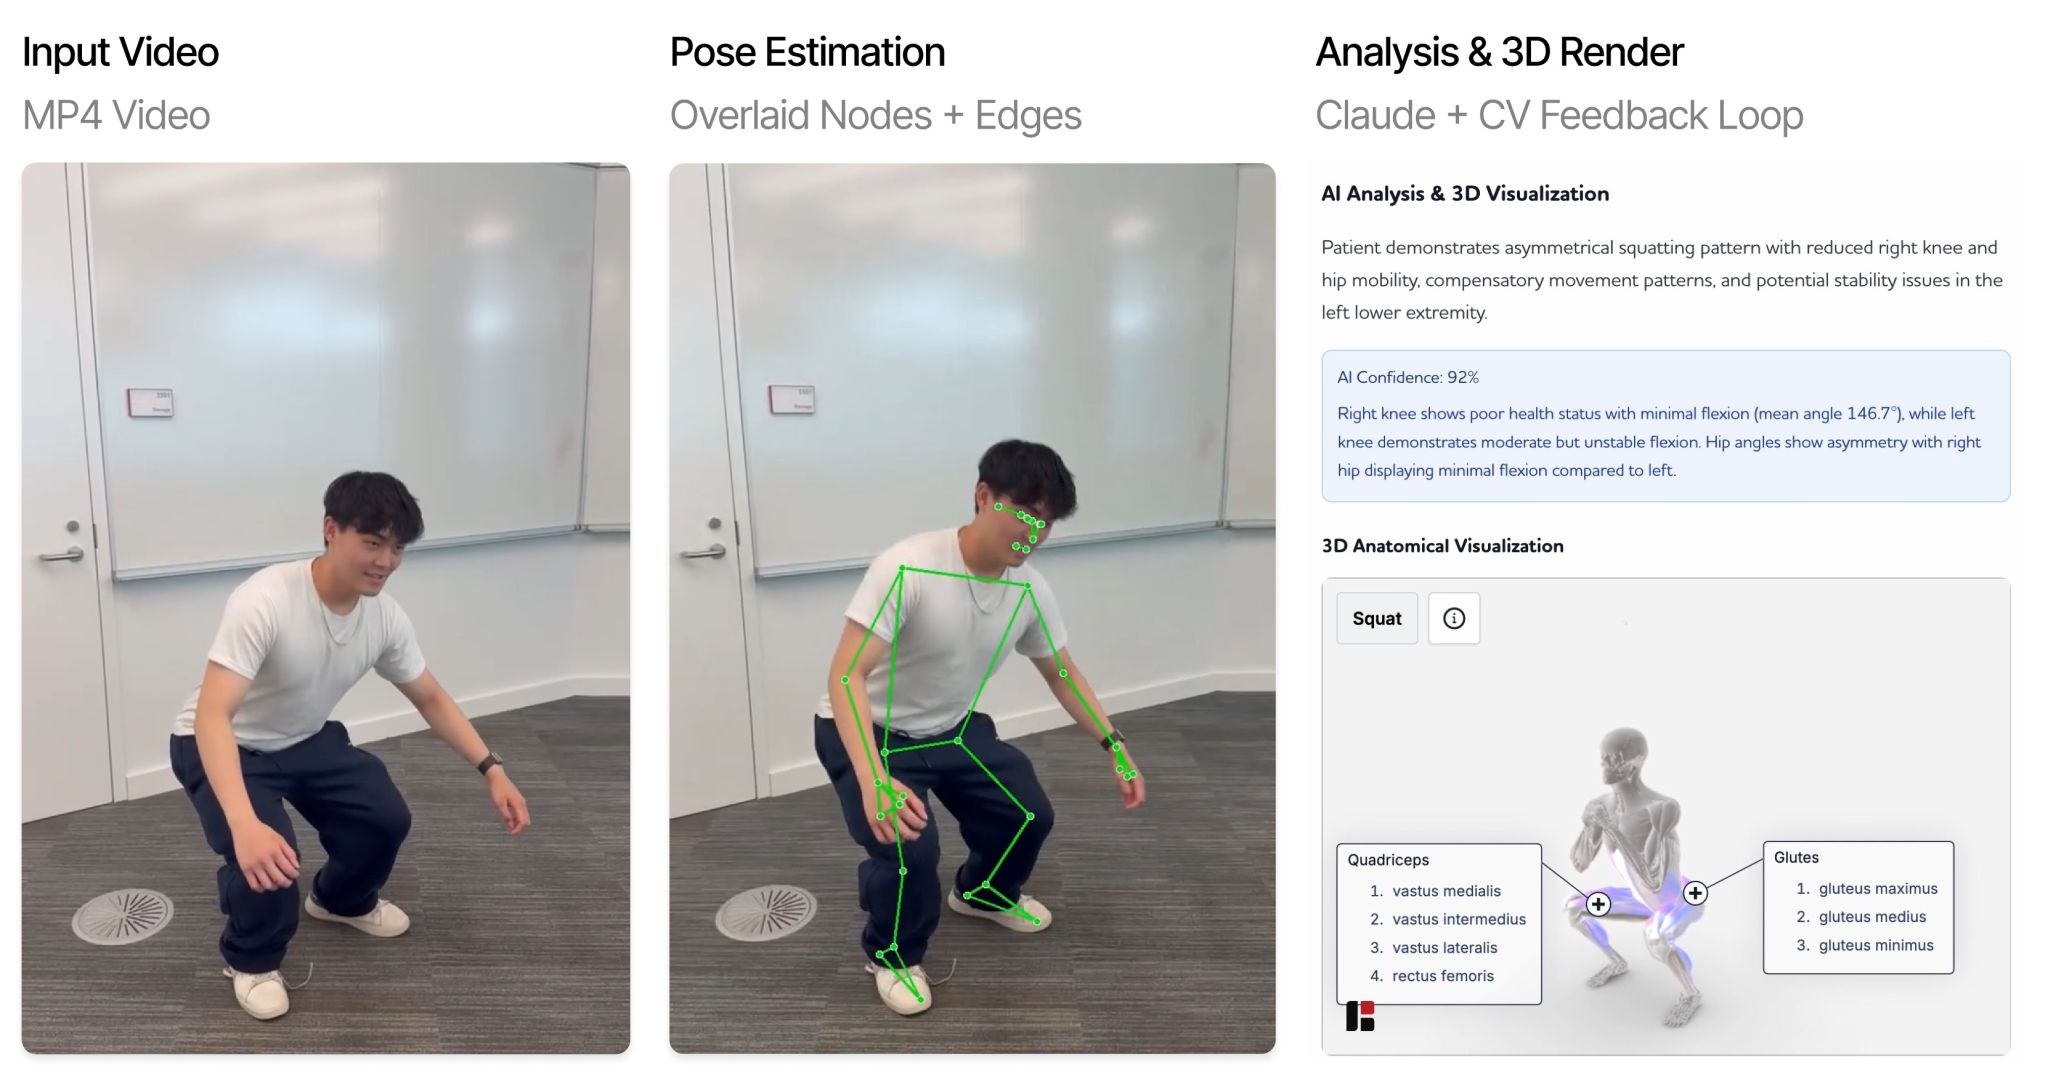 Input Video
MP4 Video
Pose Estimation
Overlaid Nodes + Edges
Analysis & 3D Render
Claude + CV Feedback Loop
AI Analysis & 3D Visualization
Patient demonstrates asymmetrical squatting pattern with reduced right knee and
hip mobility, compensatory movement patterns, and potential stability issues in the
left lower extremity.
AI Confidence: 92%
Right knee shows poor health status with minimal flexion (mean angle 146.7°), while left
knee demonstrates moderate but unstable flexion. Hip angles show asymmetry with right
hip displaying minimal flexion compared to left.
3D Anatomical Visualization
Squat
Quadriceps
1. vastus medialis
2. vastus intermedius
3. vastus lateralis
4. rectus femoris
Glutes
1. gluteus maximus
2. gluteus medius
3. gluteus minimus